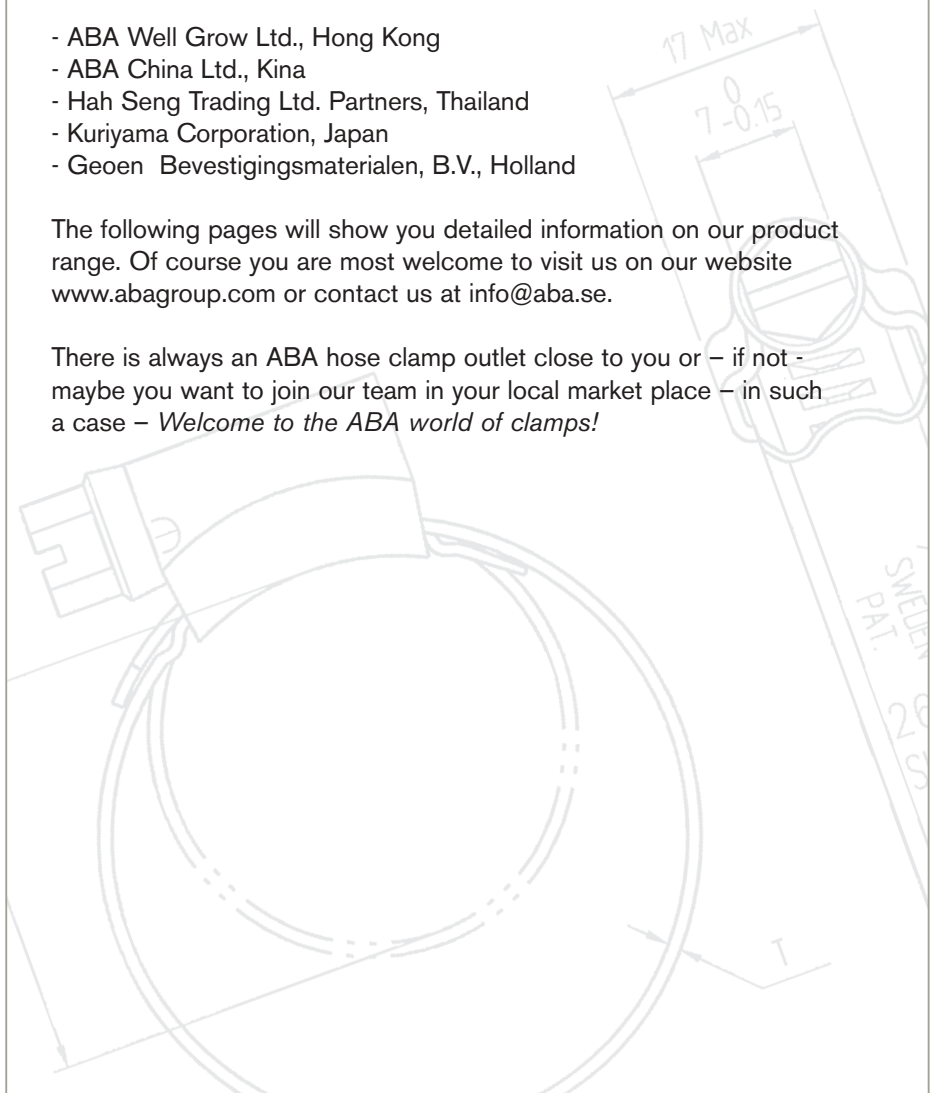 - ABA Well Grow Ltd., Hong Kong
- ABA China Ltd., Kina
- Hah Seng Trading Ltd. Partners, Thailand
- Kuriyama Corporation, Japan
- Geoen  Bevestigingsmaterialen, B.V., Holland
The following pages will show you detailed information on our product
range. Of course you are most welcome to visit us on our website
www.abagroup.com or contact us at info@aba.se.
There is always an ABA hose clamp outlet close to you or – if not -
maybe you want to join our team in your local market place – in such
a case – Welcome to the ABA world of clamps!
17 Max
0
7 -0.15
SWEDEN
PAT.
26
T